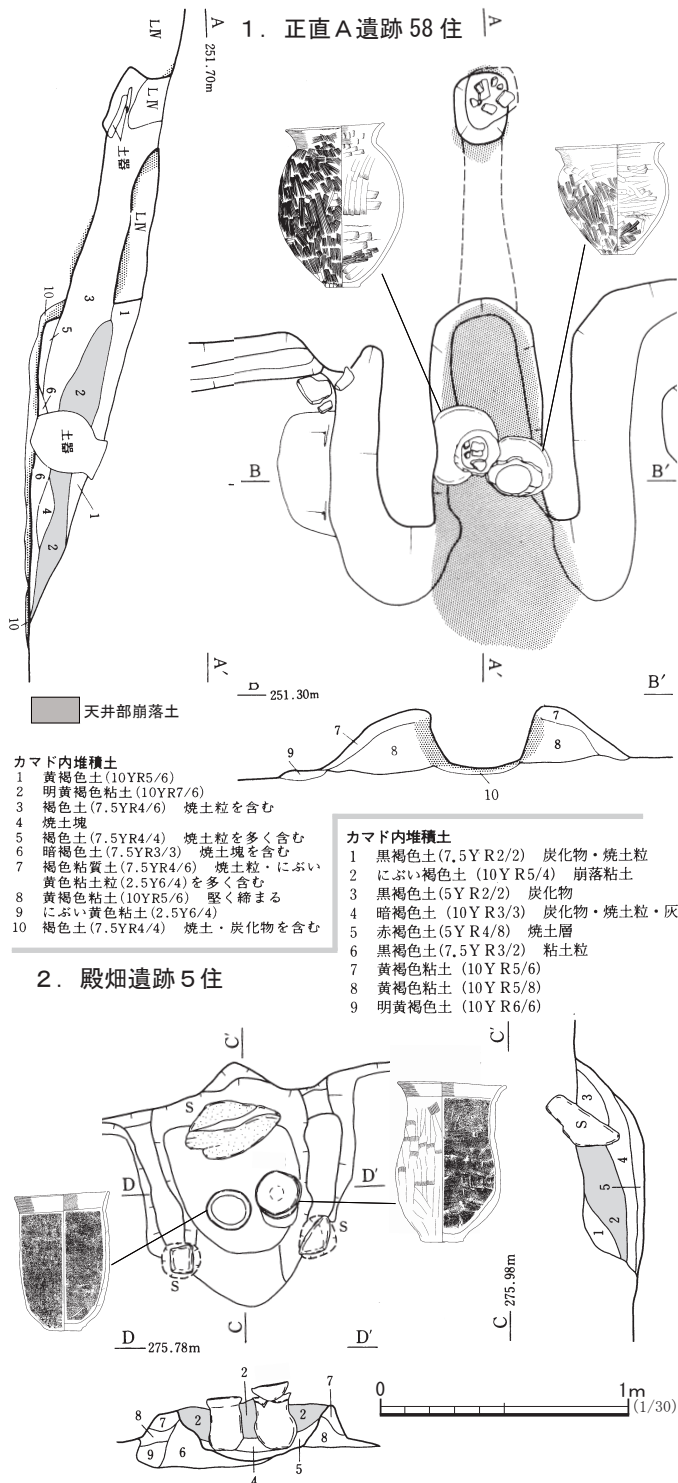 1．正直A遺跡58住
A
251.70m
LⅣ
LⅣ
土器
LⅣ
3
1
10
5
2
6
土器
6
4
1
2
10
A′
A
A′
B
B′
B
251.30m
B′
7
9
8
7
8
10
天井部崩落土
カマド内堆積土
1 黄褐色土(10YR5/6)
2 明黄褐色粘土(10YR7/6)
3 褐色土(7.5YR4/6) 焼土粒を含む
4 焼土塊
5 褐色土(7.5YR4/4) 焼土粒を多く含む
6 暗褐色土(7.5YR3/3) 焼土塊を含む
7 褐色粘質土(7.5YR4/6) 焼土粒・にぶい
黄色粘土粒(2.5Y6/4)を多く含む
8 黄褐色粘土(10YR5/6) 堅く締まる
9 にぶい黄色粘土(2.5Y6/4)
10 褐色土(7.5YR4/4) 焼土・炭化物を含む
カマド内堆積土
1 黒褐色土(7.5YR2/2) 炭化物・焼土粒
2 にぶい褐色土(10YR5/4) 崩落粘土
3 黒褐色土(5YR2/2) 炭化物
4 暗褐色土(10YR3/3) 炭化物・焼土粒・灰
5 赤褐色土(5YR4/8) 焼土層
6 黒褐色土(7.5YR3/2) 粘土粒
7 黄褐色粘土(10YR5/6)
8 黄褐色粘土(10YR5/8)
9 明黄褐色土(10YR6/6)
2．殿畑遺跡5住
C′
S
D
D′
S
S
C
C′
3
S
4
5
2
1
C
275.98m
D
275.78m
D′
2
7
8
7
2
2
9
6
8
4
5
0
1m
(1/30)